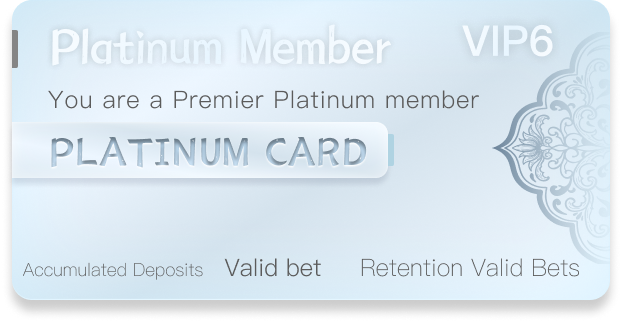 Platinum Member VIP6
You are a Premier Platinum member
PLATINUM CARD
Accumulated Deposits Valid bet Retention Valid Bets